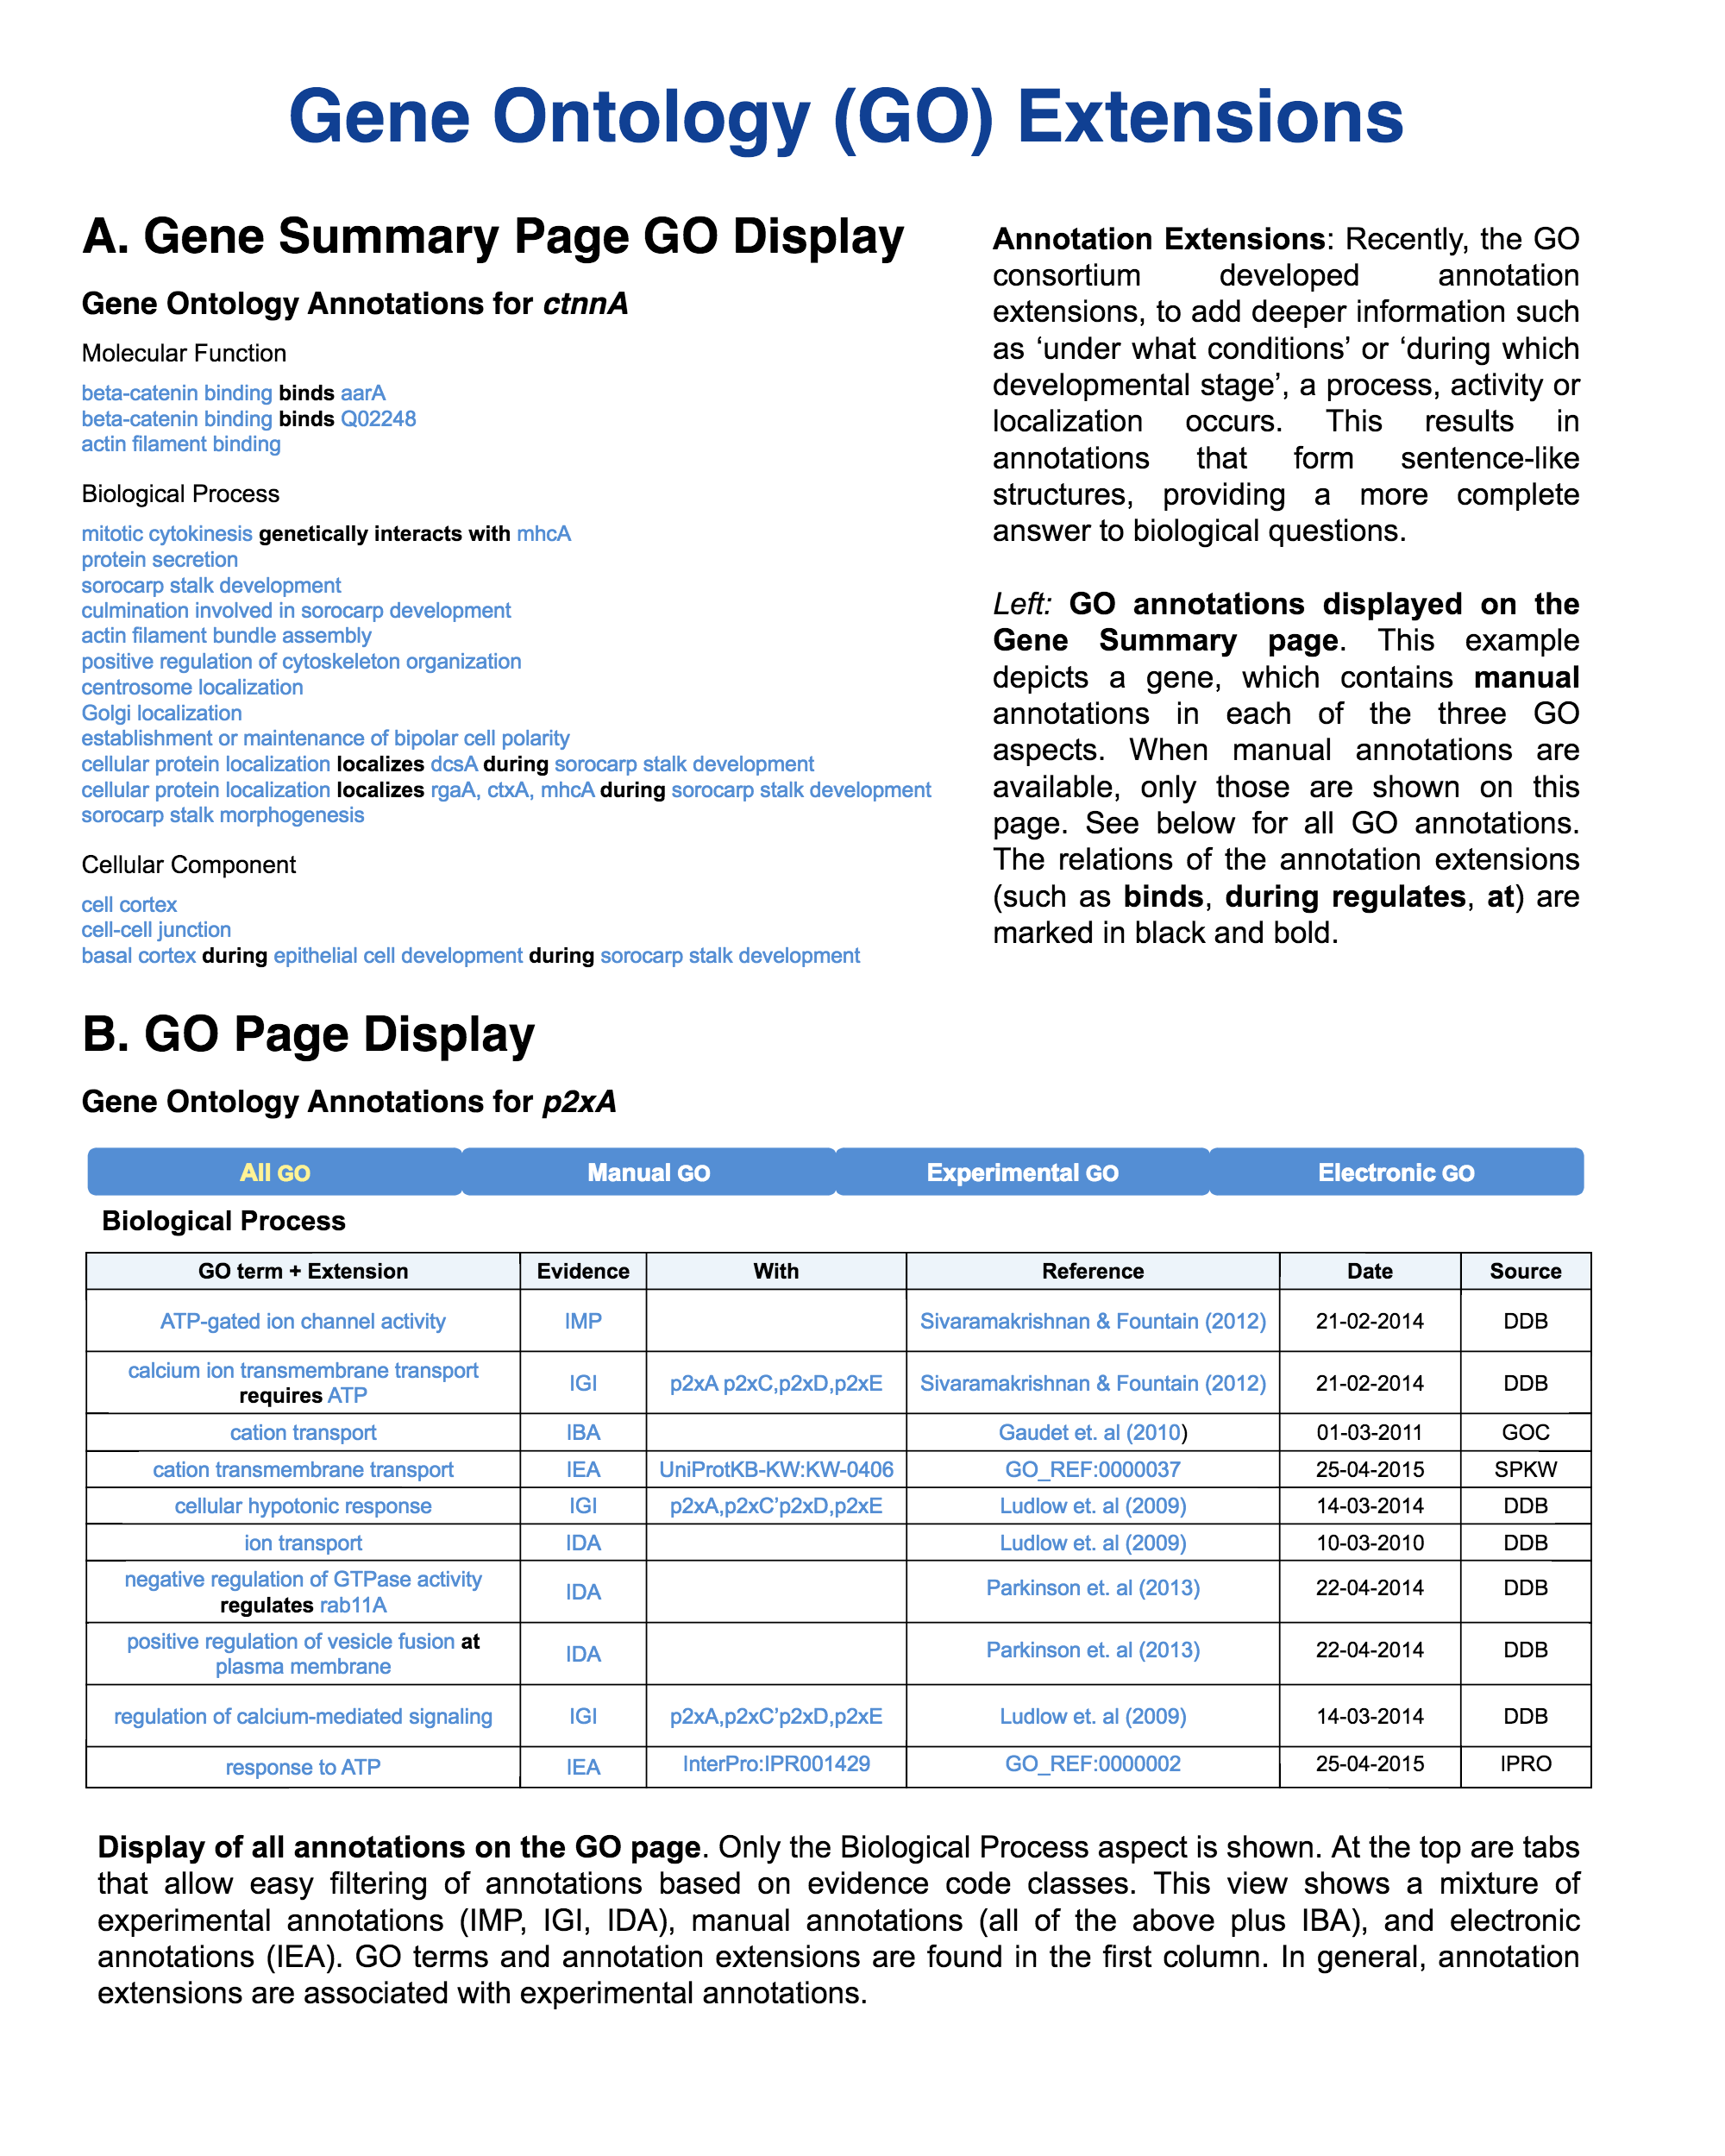 Gene Ontology (GO) Extensions
A. Gene Summary Page GO Display
Gene Ontology Annotations for ctnnA
Molecular Function
beta-catenin binding binds aarA
beta-catenin binding binds Q02248
actin filament binding
Biological Process
mitotic cytokinesis genetically interacts with mhcA
protein secretion
sorocarp stalk development
culmination involved in sorocarp development
actin filament bundle assembly
positive regulation of cytoskeleton organization
centrosome localization
Golgi localization
establishment or maintenance of bipolar cell polarity
cellular protein localization localizes dcsA during sorocarp stalk development
cellular protein localization localizes rgaA, ctxA, mhcA during sorocarp stalk development
sorocarp stalk morphogenesis
Cellular Component
cell cortex
cell-cell junction
basal cortex during epithelial cell development during sorocarp stalk development
Annotation Extensions: Recently, the GO
consortium developed annotation
extensions, to add deeper information such
as ‘under what conditions’ or ‘during which
developmental stage’, a process, activity or
localization occurs. This results in
annotations that form sentence-like
structures, providing a more complete
answer to biological questions.
Left: GO annotations displayed on the
Gene Summary page. This example
depicts a gene, which contains manual
annotations in each of the three GO
aspects. When manual annotations are
available, only those are shown on this
page. See below for all GO annotations.
The relations of the annotation extensions
(such as binds, during regulates, at) are
marked in black and bold.
B. GO Page Display
Gene Ontology Annotations for p2xA
All GO Manual GO Experimental GO Electronic GO
Biological Process
GO term + Extension Evidence With Reference Date Source
ATP-gated ion channel activity IMP Sivaramakrishnan & Fountain (2012) 21-02-2014 DDB
calcium ion transmembrane transport
requires ATP IGI p2xA p2xC,p2xD,p2xE Sivaramakrishnan & Fountain (2012) 21-02-2014 DDB
cation transport IBA Gaudet et. al (2010) 01-03-2011 GOC
cation transmembrane transport IEA UniProtKB-KW:KW-0406 GO_REF:0000037 25-04-2015 SPKW
cellular hypotonic response IGI p2xA,p2xC’p2xD,p2xE Ludlow et. al (2009) 14-03-2014 DDB
ion transport IDA Ludlow et. al (2009) 10-03-2010 DDB
negative regulation of GTPase activity
regulates rab11A IDA Parkinson et. al (2013) 22-04-2014 DDB
positive regulation of vesicle fusion at
plasma membrane IDA Parkinson et. al (2013) 22-04-2014 DDB
regulation of calcium-mediated signaling IGI p2xA,p2xC’p2xD,p2xE Ludlow et. al (2009) 14-03-2014 DDB
response to ATP IEA InterPro:IPR001429 GO_REF:0000002 25-04-2015 IPRO
Display of all annotations on the GO page. Only the Biological Process aspect is shown. At the top are tabs
that allow easy filtering of annotations based on evidence code classes. This view shows a mixture of
experimental annotations (IMP, IGI, IDA), manual annotations (all of the above plus IBA), and electronic
annotations (IEA). GO terms and annotation extensions are found in the first column. In general, annotation
extensions are associated with experimental annotations.